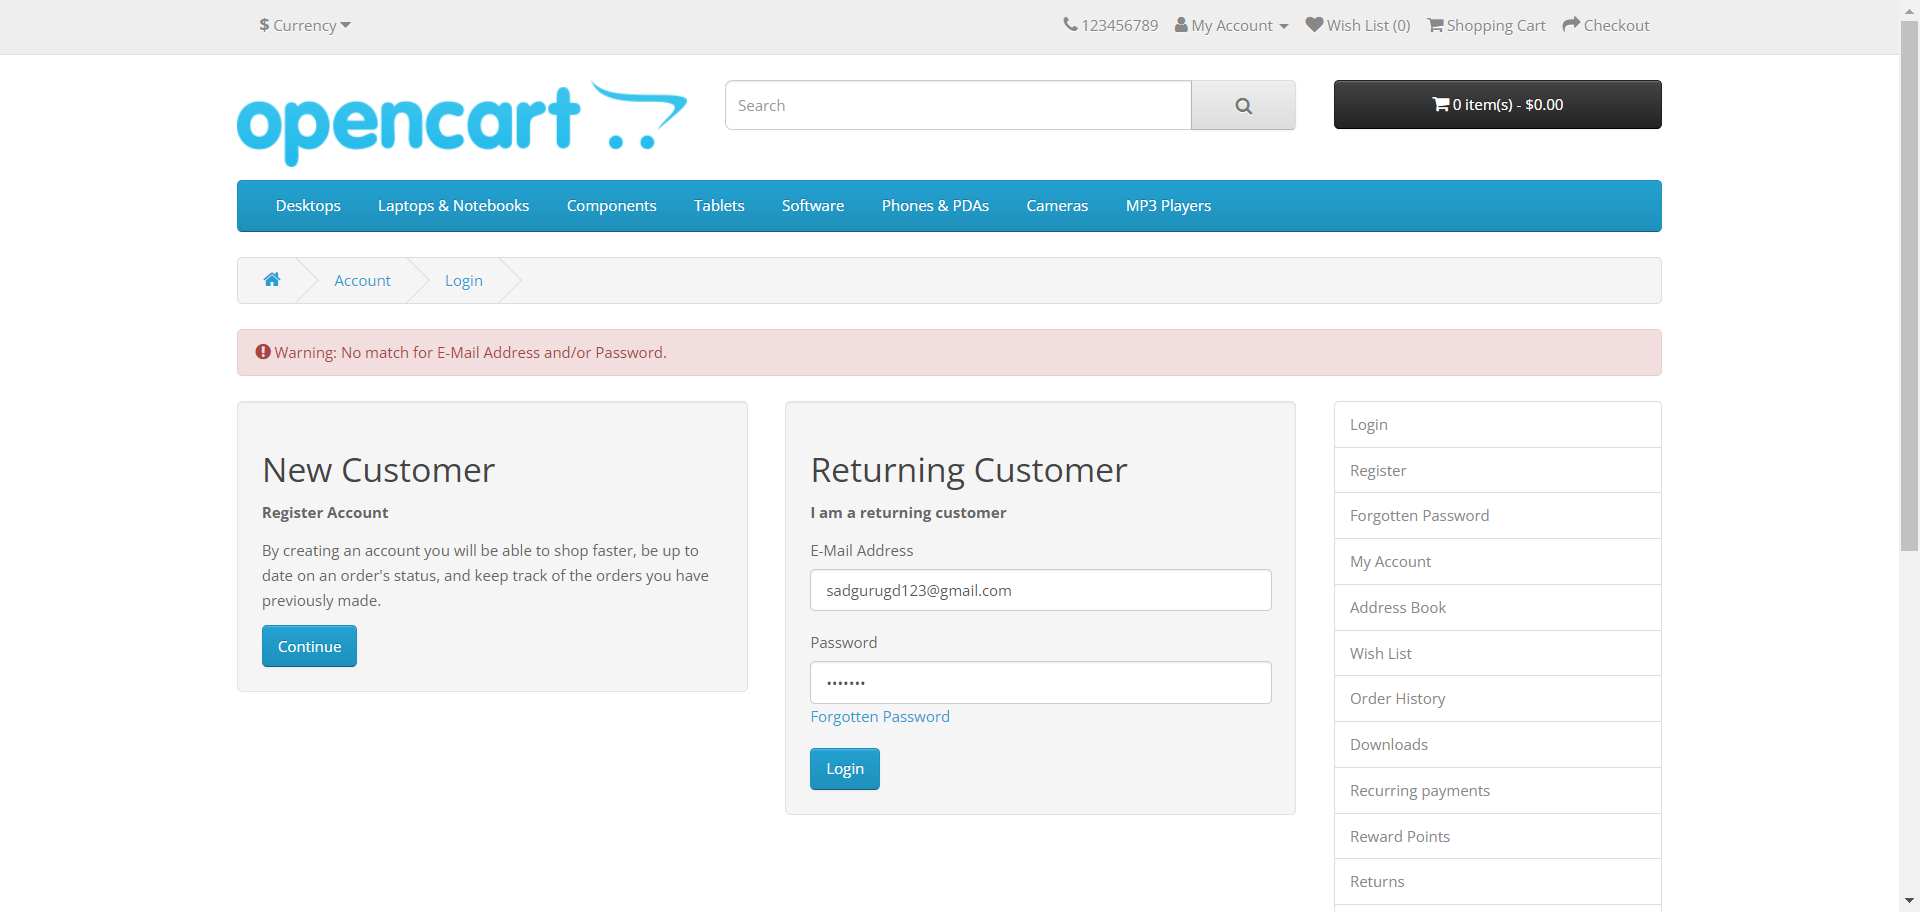 $ Currency
123456789 My Account Wish List (0) Shopping Cart Checkout
opencart
Search
0 item(s) - $0.00
Desktops Laptops & Notebooks Components Tablets Software Phones & PDAs Cameras MP3 Players
Account Login
Warning: No match for E-Mail Address and/or Password.
New Customer
Register Account
By creating an account you will be able to shop faster, be up to
date on an order's status, and keep track of the orders you have
previously made.
Continue
Returning Customer
I am a returning customer
E-Mail Address
sadgurugd123@gmail.com
Password
•••••••
Forgotten Password
Login
Login
Register
Forgotten Password
My Account
Address Book
Wish List
Order History
Downloads
Recurring payments
Reward Points
Returns